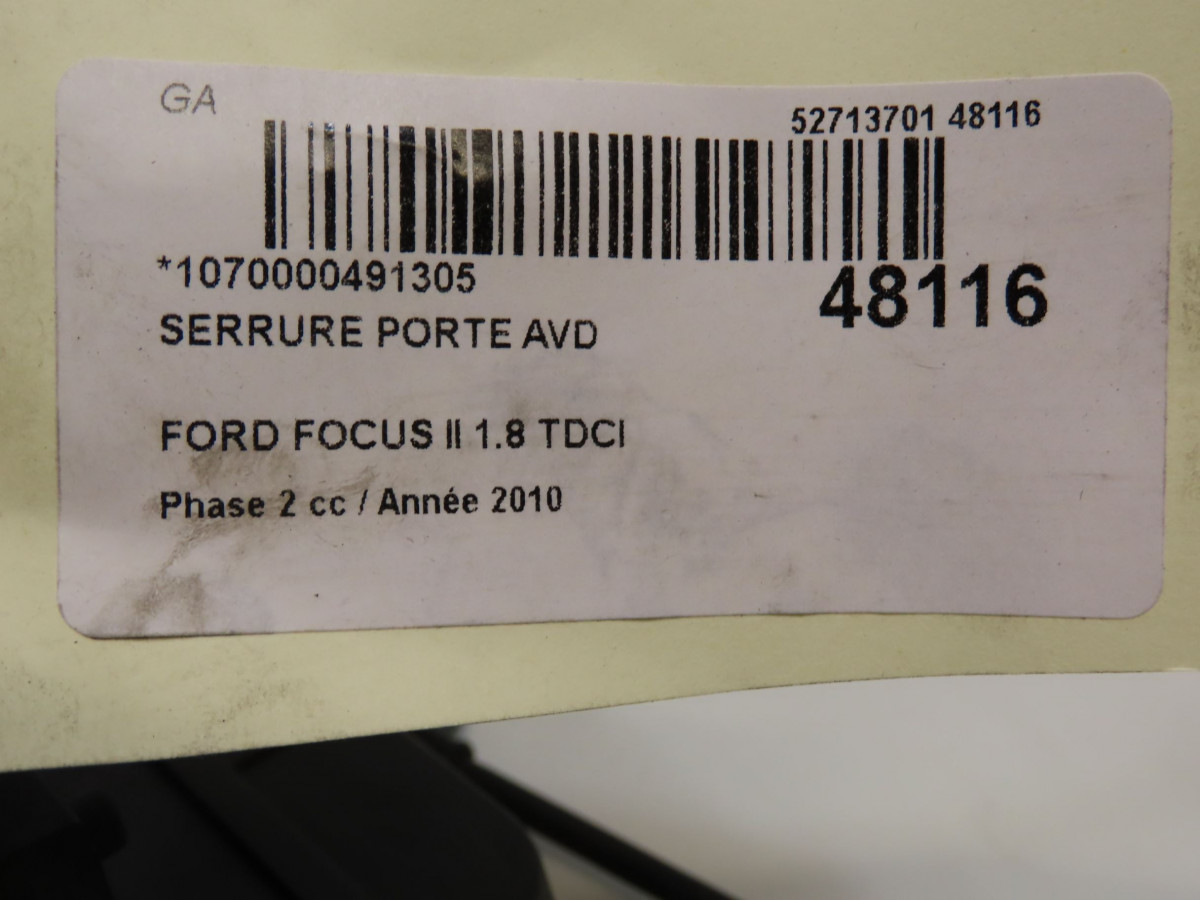 GA
52713701 48116
*1070000491305
48116
SERRURE PORTE AVD
FORD FOCUS II 1.8 TDCI
Phase 2 cc / Année 2010